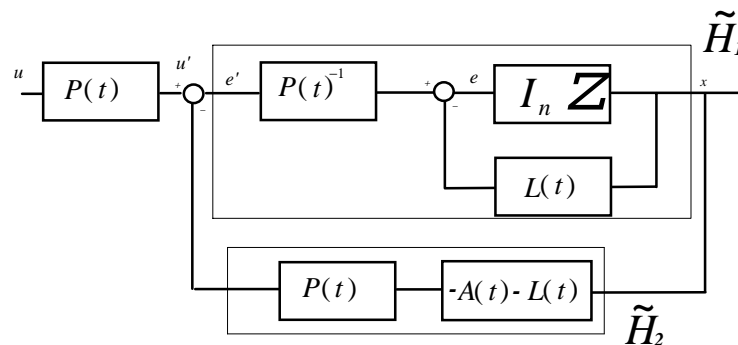 H̃₁
u
P(t)
u'
+
-
e'
P(t)⁻¹
+
-
e
Iₙ Z
x
L(t)
P(t)
-A(t)-L(t)
H̃₂